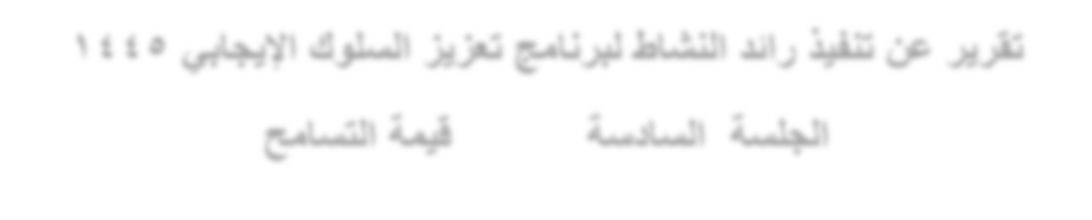 تقرير عن تنفيذ رائد النشاط لبرنامج تعزيز السلوك الإيجابي ١٤٤٥
الجلسة السادسة قيمة التسامح